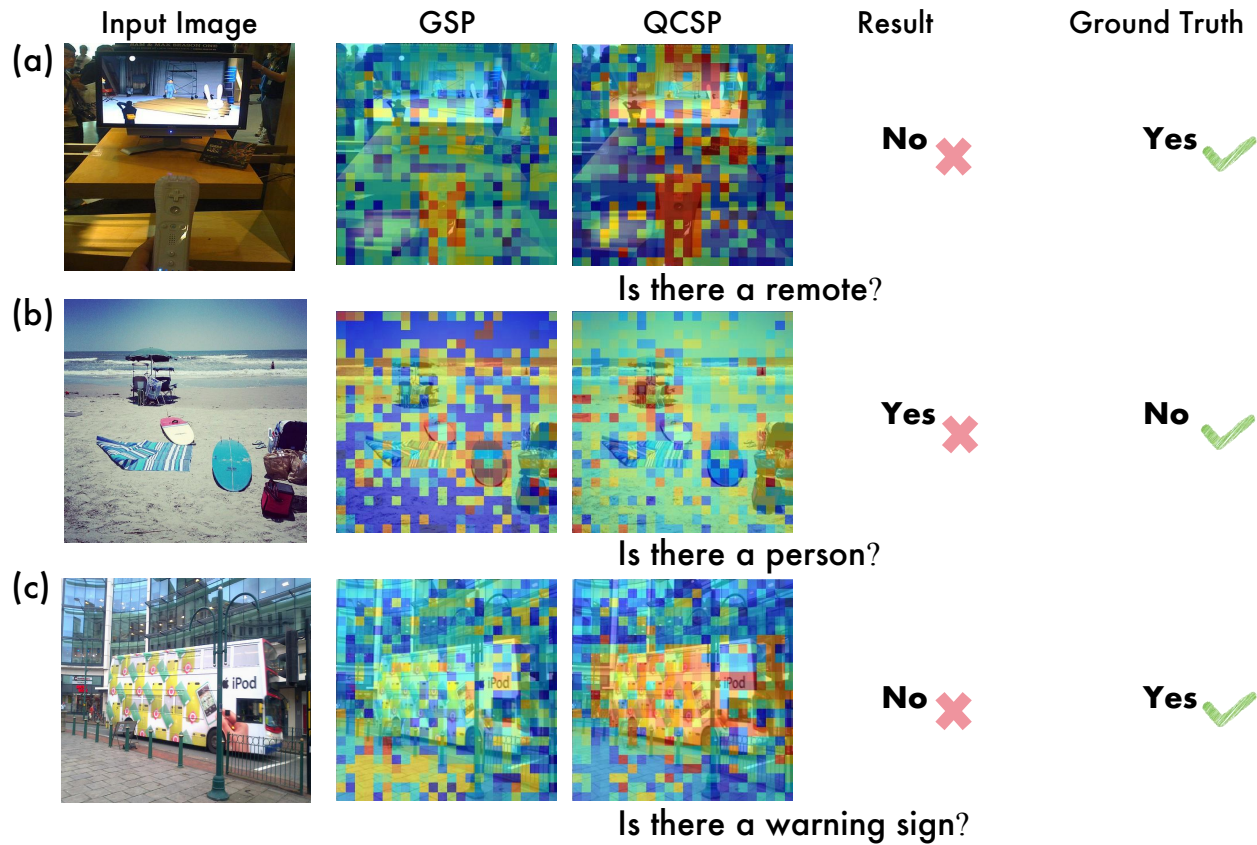 Input Image GSP QCSP Result Ground Truth
(a)
No Yes
Is there a remote?
(b)
Yes No
Is there a person?
(c)
iPod iPod iPod
No Yes
Is there a warning sign?